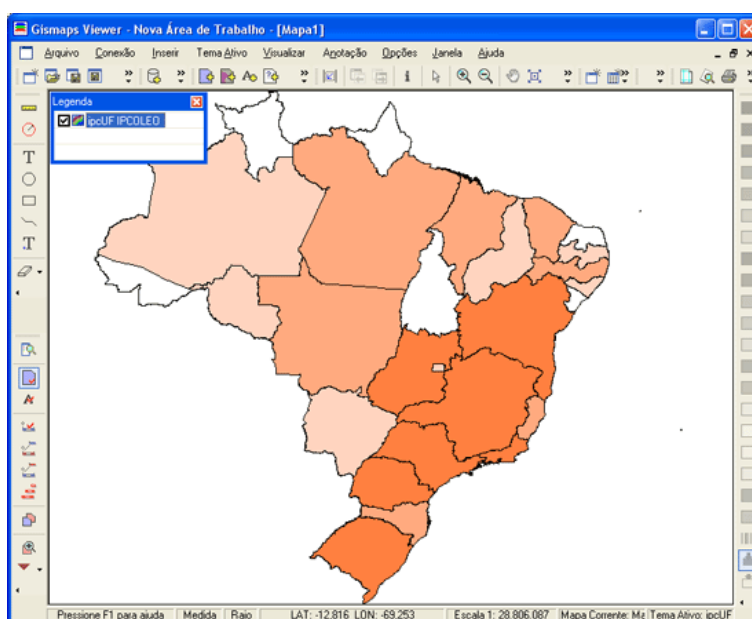 Gismaps Viewer - Nova Área de Trabalho - [Mapa1]
Arquivo Conexão Inserir Tema Ativo Visualizar Anotação Opções Janela Ajuda
Legenda
ipcUF IPCOLEO
Pressione F1 para ajuda Medida Raio LAT: -12.816 LON: -69.253 Escala 1: 28.806.087 Mapa Corrente: Ma Tema Ativo: ipcUF